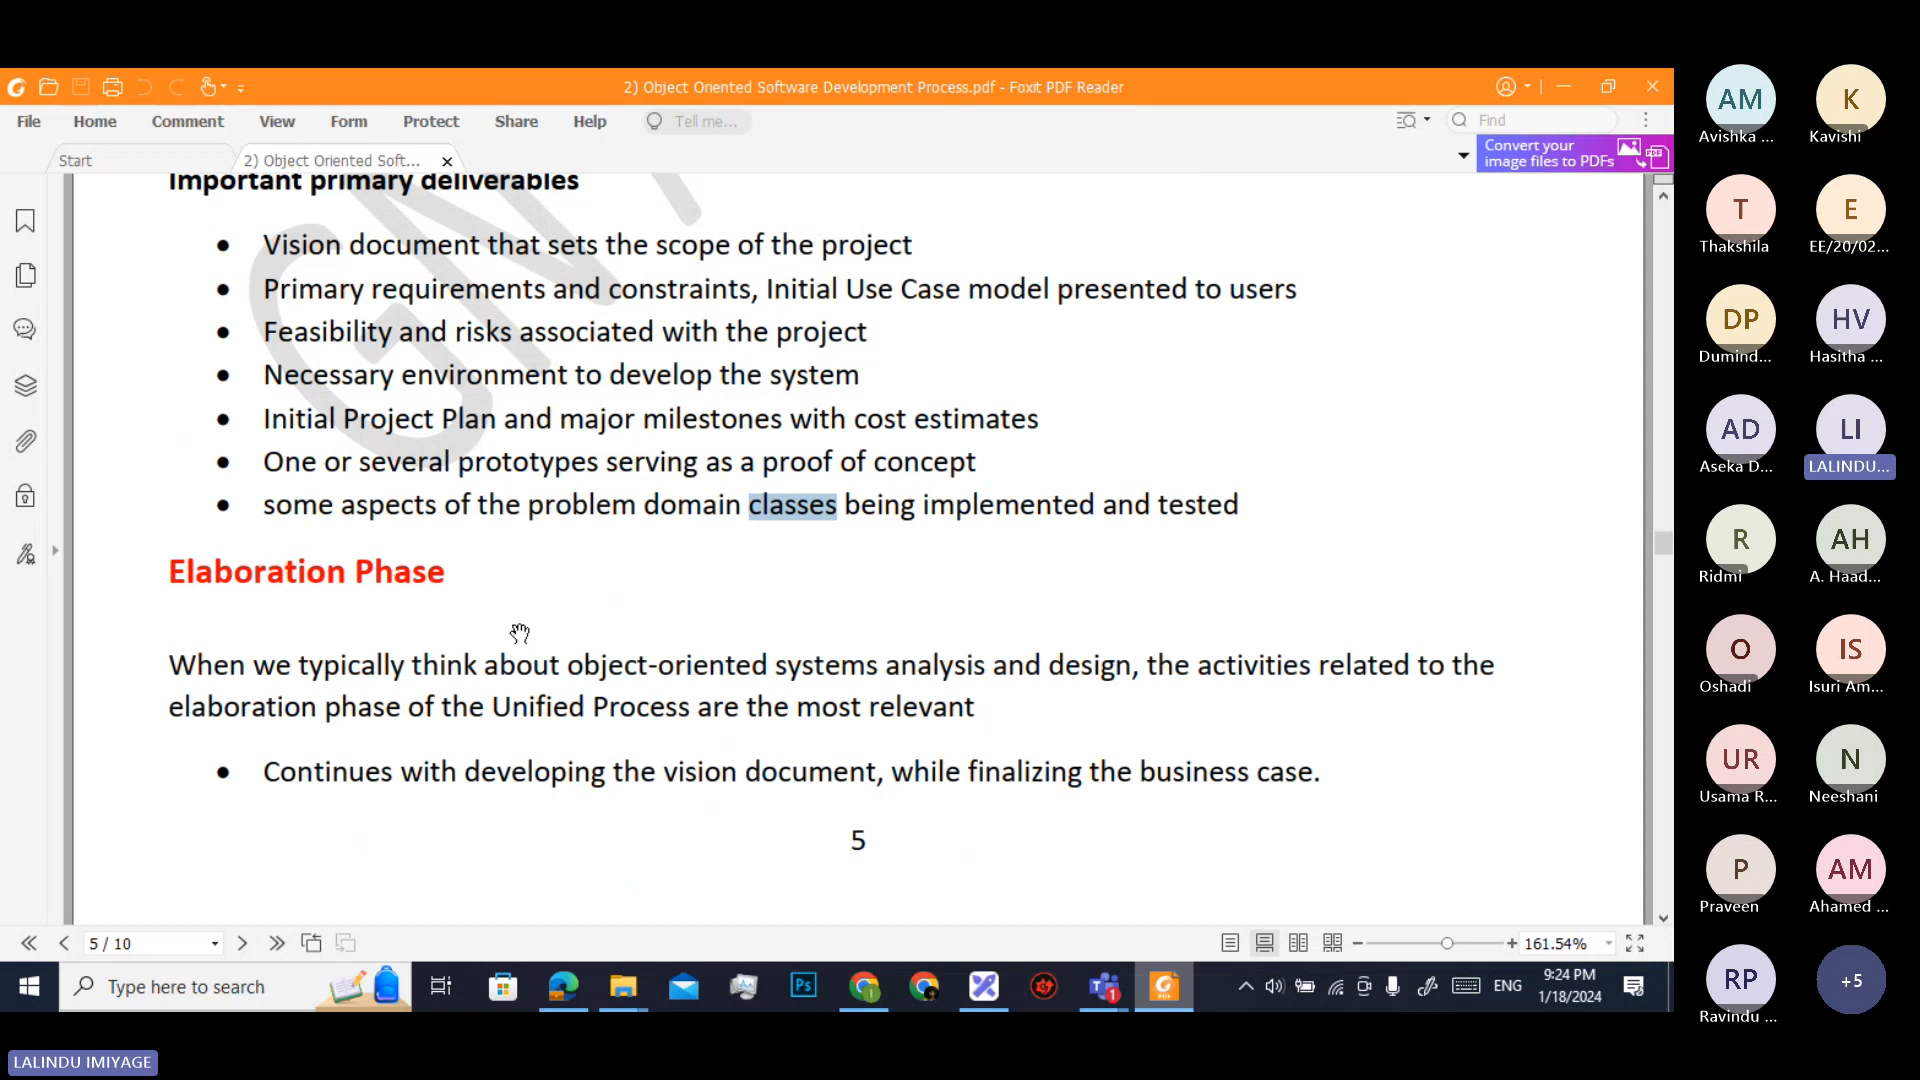 2) Object Oriented Software Development Process.pdf - Foxit PDF Reader
File Home Comment View Form Protect Share Help Tell me... Find
Start 2) Object Oriented Soft... Convert your
image files to PDFs
Important primary deliverables
• Vision document that sets the scope of the project
• Primary requirements and constraints, Initial Use Case model presented to users
• Feasibility and risks associated with the project
• Necessary environment to develop the system
• Initial Project Plan and major milestones with cost estimates
• One or several prototypes serving as a proof of concept
• some aspects of the problem domain classes being implemented and tested
Elaboration Phase
When we typically think about object-oriented systems analysis and design, the activities related to the
elaboration phase of the Unified Process are the most relevant
• Continues with developing the vision document, while finalizing the business case.
5
5 / 10 161.54%
Type here to search Ps 1 ENG 9:24 PM
1/18/2024
LALINDU IMIYAGE
AM K
Avishka ... Kavishi
T E
Thakshila EE/20/02...
DP HV
Dumind... Hasitha ...
AD LI
Aseka D... LALINDU...
R AH
Ridmi A. Haad...
O IS
Oshadi Isuri Am...
UR N
Usama R... Neeshani
P AM
Praveen Ahamed ...
RP +5
Ravindu ...